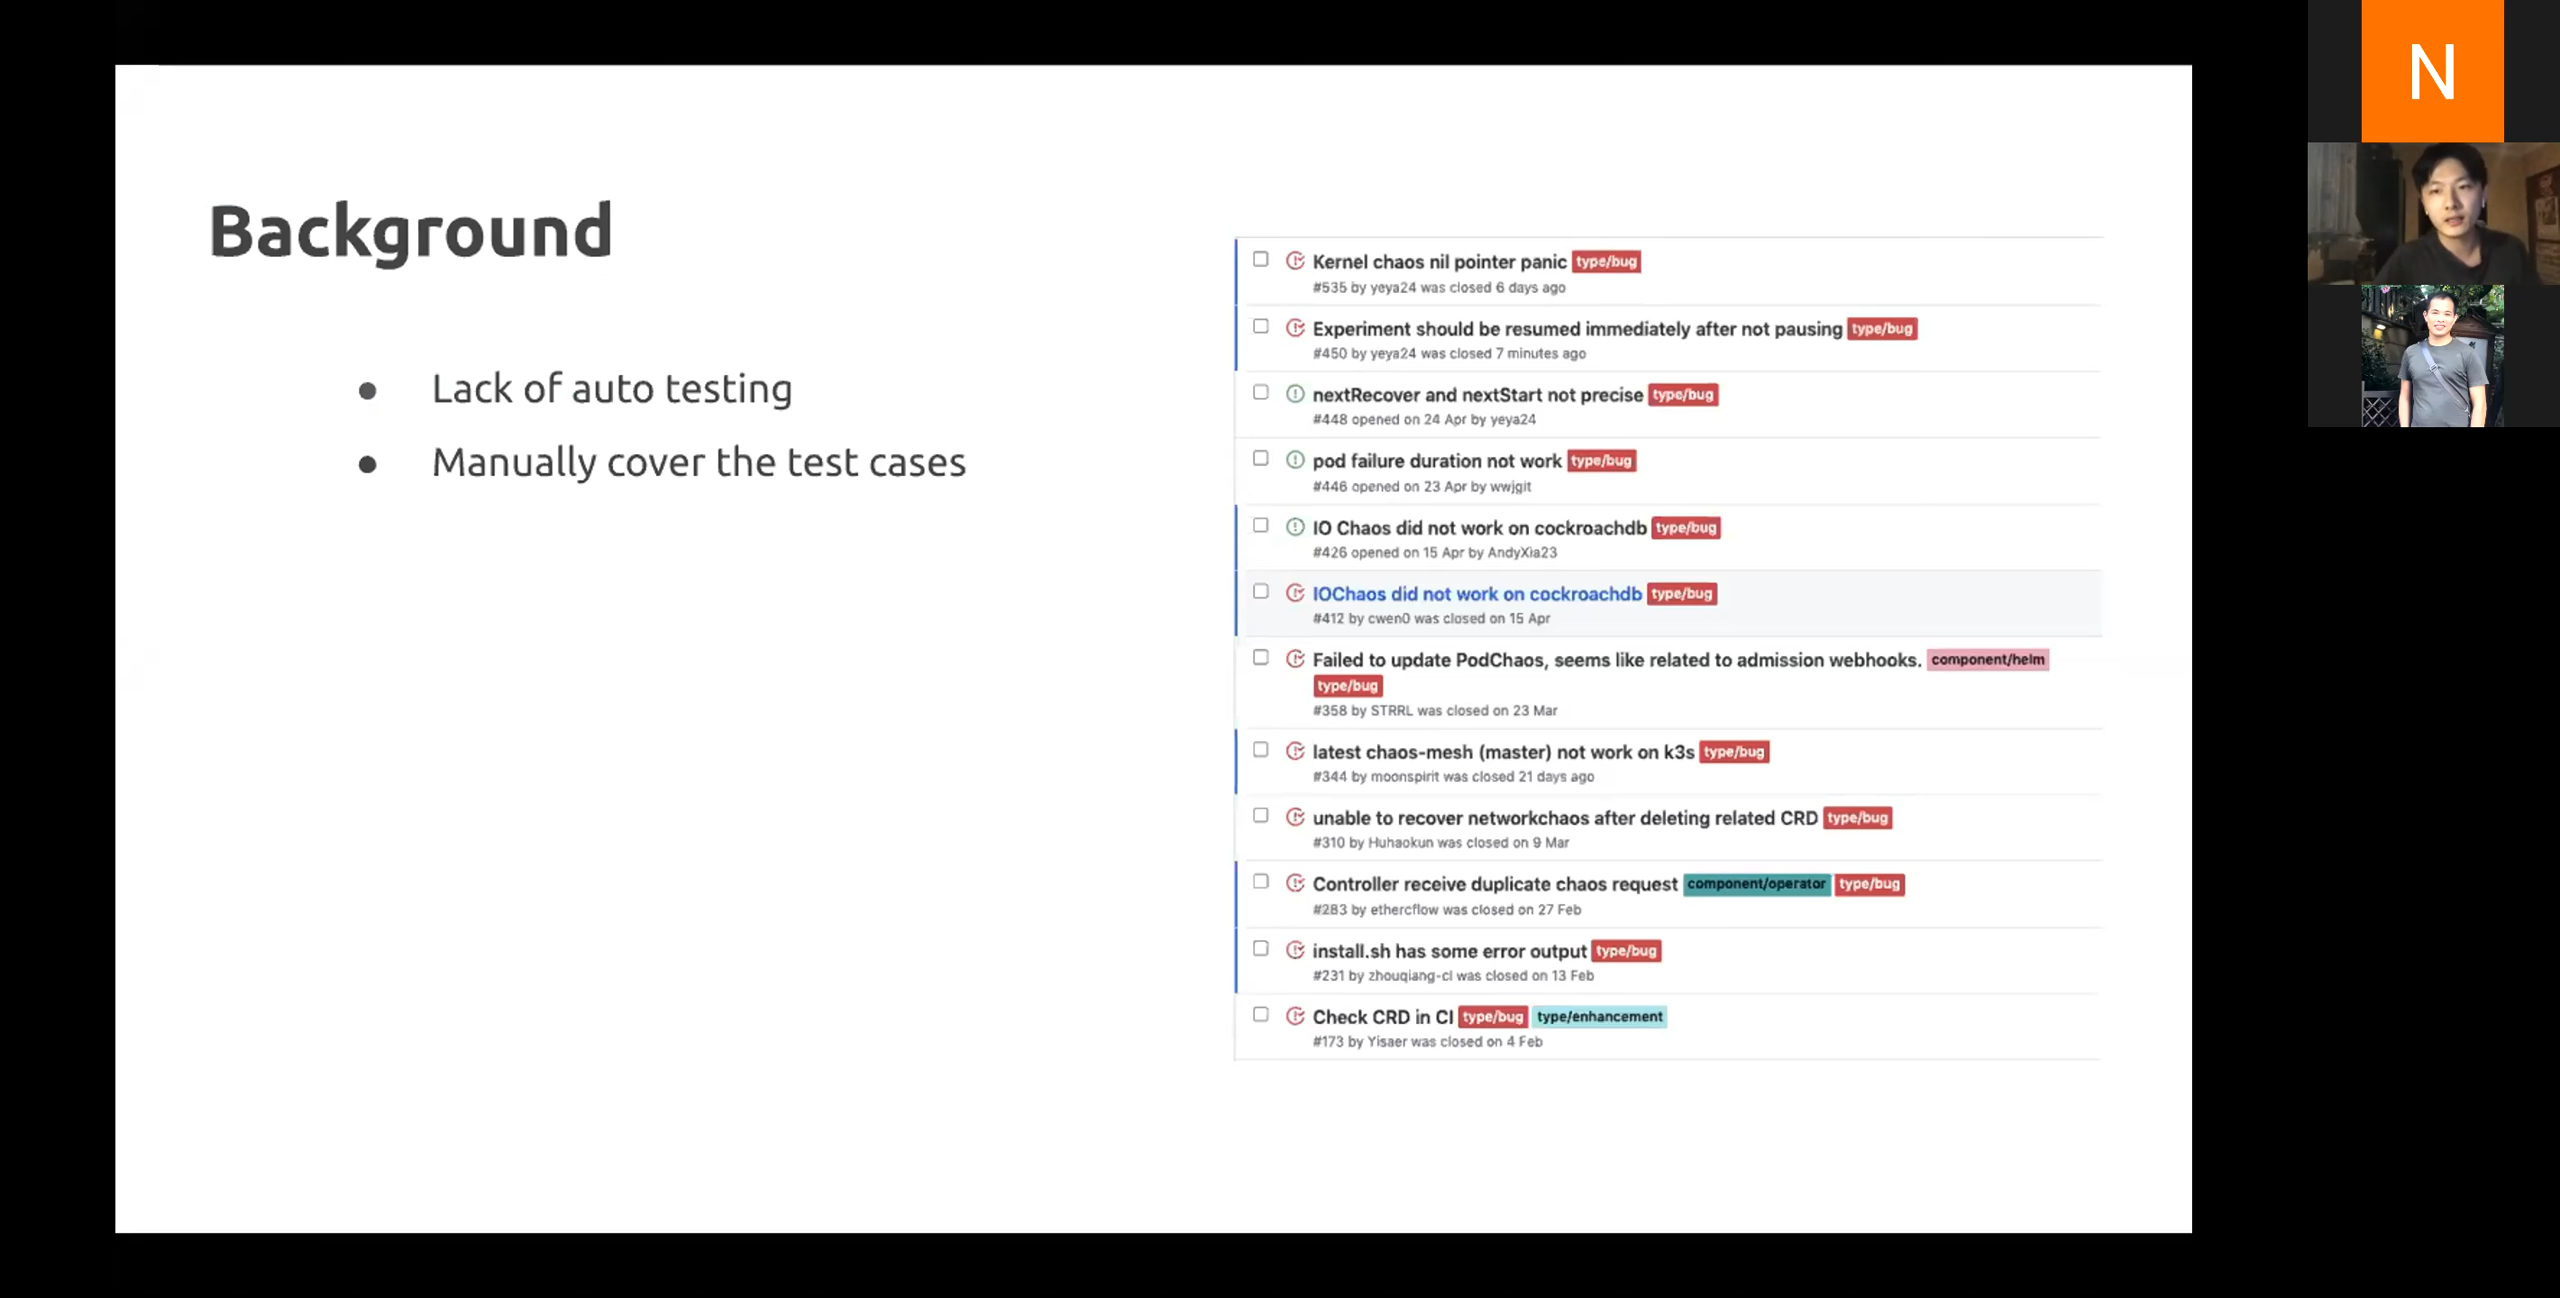 Background
● Lack of auto testing
● Manually cover the test cases
Kernel chaos nil pointer panic type/bug
#535 by yeya24 was closed 6 days ago
Experiment should be resumed immediately after not pausing type/bug
#450 by yeya24 was closed 7 minutes ago
nextRecover and nextStart not precise type/bug
#448 opened on 24 Apr by yeya24
pod failure duration not work type/bug
#446 opened on 23 Apr by wwjgit
IO Chaos did not work on cockroachdb type/bug
#426 opened on 15 Apr by AndyXia23
IOChaos did not work on cockroachdb type/bug
#412 by cwen0 was closed on 15 Apr
Failed to update PodChaos, seems like related to admission webhooks. component/helm
type/bug
#358 by STRRL was closed on 23 Mar
latest chaos-mesh (master) not work on k3s type/bug
#344 by moonspirit was closed 21 days ago
unable to recover networkchaos after deleting related CRD type/bug
#310 by Huhaokun was closed on 9 Mar
Controller receive duplicate chaos request component/operator type/bug
#283 by ethercflow was closed on 27 Feb
install.sh has some error output type/bug
#231 by zhouqiang-cl was closed on 13 Feb
Check CRD in CI type/bug type/enhancement
#173 by Yisaer was closed on 4 Feb
N